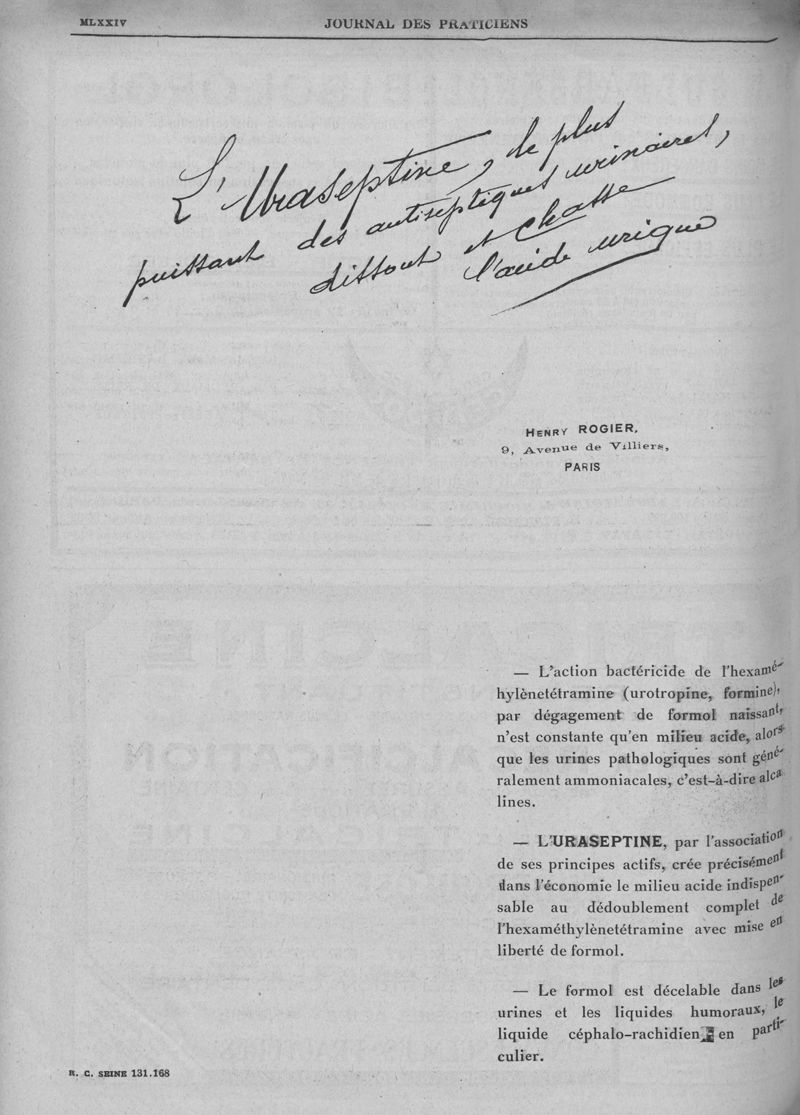 MLXXIV
JOURNAL DES PRATICIENS
L'Uraseptine, le plus
puissant des antiseptiques urinaires,
dissout et chasse
l'acide urique
HENRY ROGIER,
9, Avenue de Villiers,
PARIS
— L'action bactéricide de l'hexamé-
hylènetétramine (urotropine, formine),
par dégagement de formol naissant,
n'est constante qu'en milieu acide, alors
que les urines pathologiques sont géné-
ralement ammoniacales, c'est-à-dire alca
lines.
— L'URASEPTINE, par l'association
de ses principes actifs, crée précisément
dans l'économie le milieu acide indispen-
sable au dédoublement complet de
l'hexaméthylènetétramine avec mise en
liberté de formol.
— Le formol est décelable dans les
urines et les liquides humoraux, le
liquide céphalo-rachidien en parti-
culier.
R. C. SEINE 131.168